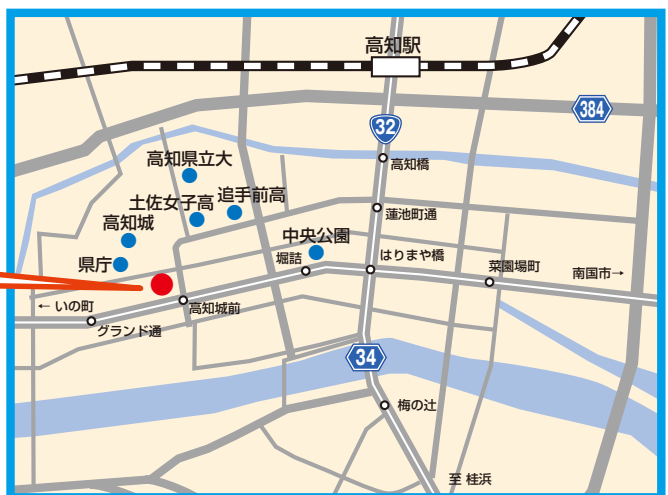 高知駅
384
32
高知橋
高知県立大
土佐女子高
追手前高
蓮池町通
高知城
中央公園
県庁
堀詰
はりまや橋
菜園場町
南国市→
← いの町
高知城前
グランド通
34
梅の辻
至 桂浜